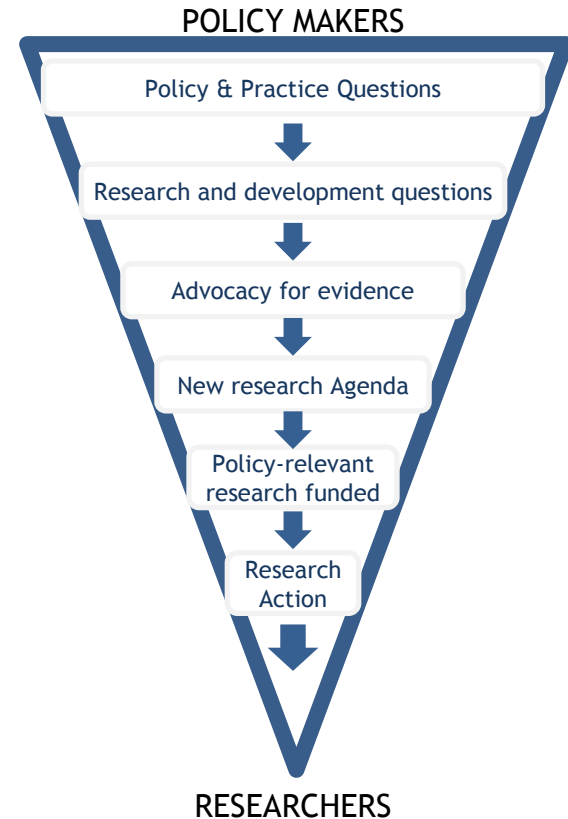 POLICY MAKERS
Policy & Practice Questions
Research and development questions
Advocacy for evidence
New research Agenda
Policy-relevant
research funded
Research
Action
RESEARCHERS